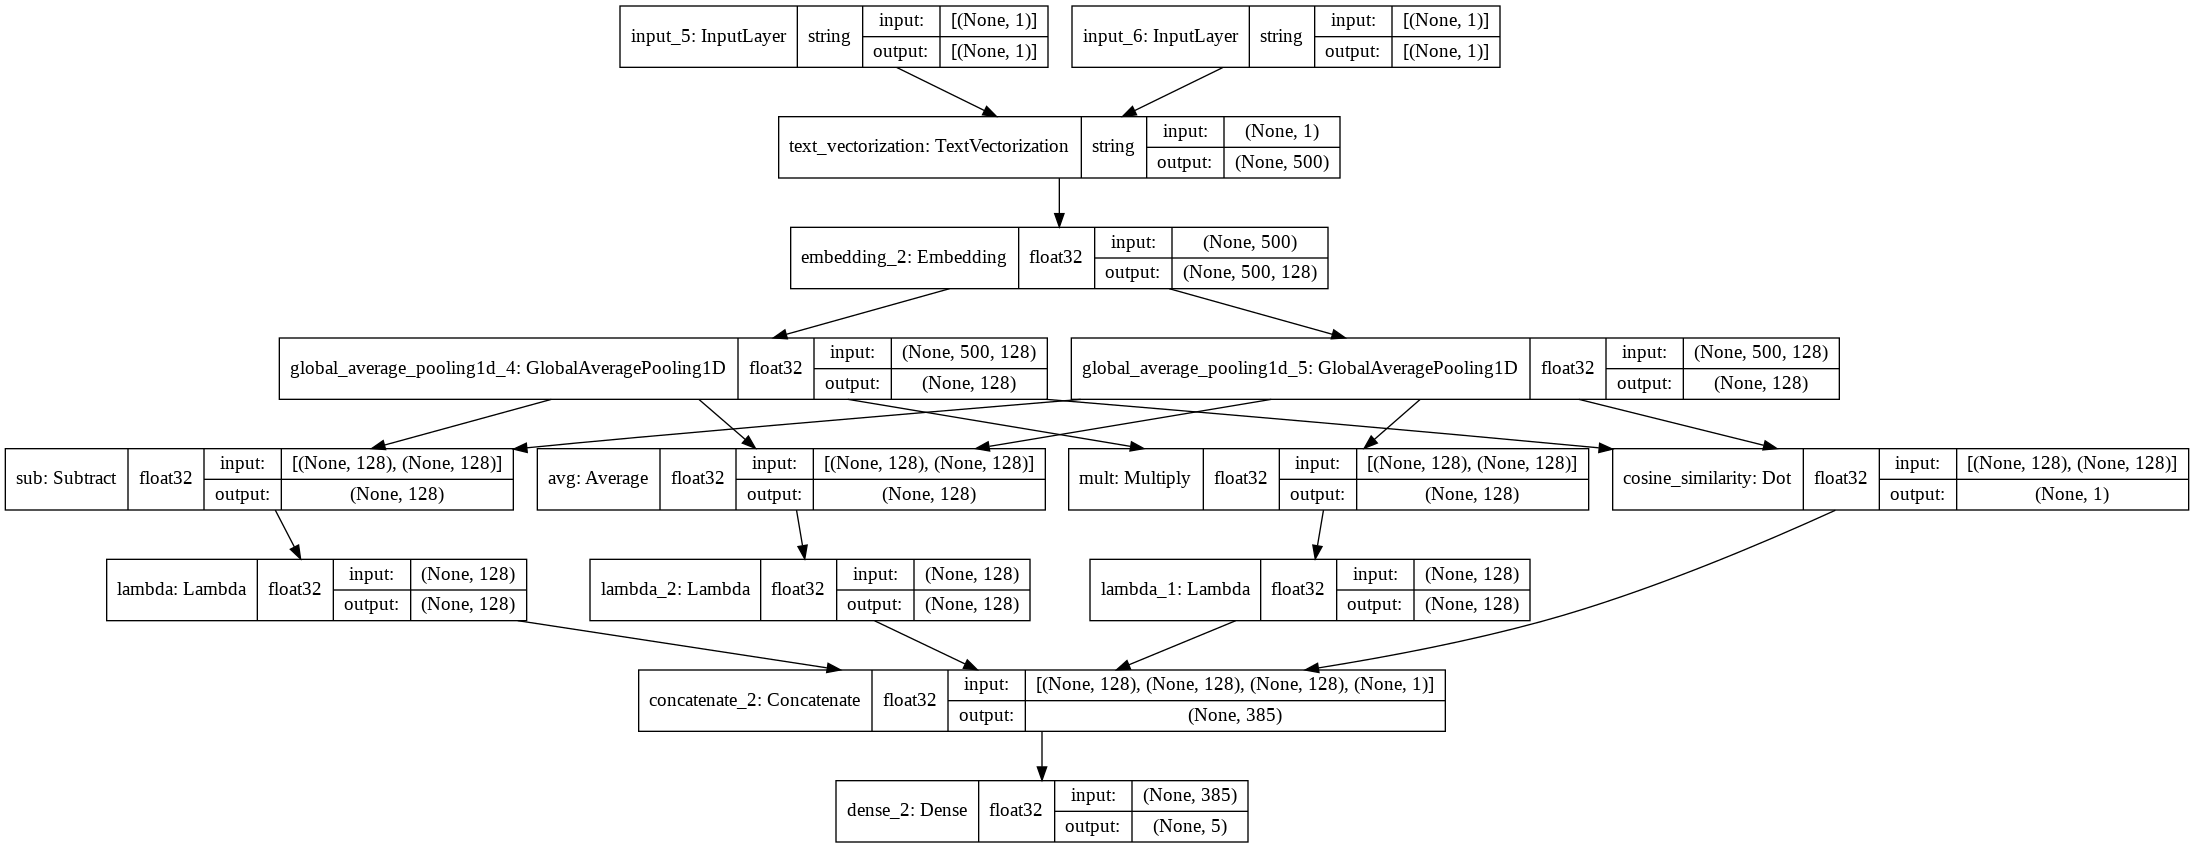 input_5: InputLayer string input: [(None, 1)] output: [(None, 1)]
input_6: InputLayer string input: [(None, 1)] output: [(None, 1)]
text_vectorization: TextVectorization string input: (None, 1) output: (None, 500)
embedding_2: Embedding float32 input: (None, 500) output: (None, 500, 128)
global_average_pooling1d_4: GlobalAveragePooling1D float32 input: (None, 500, 128) output: (None, 128)
global_average_pooling1d_5: GlobalAveragePooling1D float32 input: (None, 500, 128) output: (None, 128)
sub: Subtract float32 input: [(None, 128), (None, 128)] output: (None, 128)
avg: Average float32 input: [(None, 128), (None, 128)] output: (None, 128)
mult: Multiply float32 input: [(None, 128), (None, 128)] output: (None, 128)
cosine_similarity: Dot float32 input: [(None, 128), (None, 128)] output: (None, 1)
lambda: Lambda float32 input: (None, 128) output: (None, 128)
lambda_2: Lambda float32 input: (None, 128) output: (None, 128)
lambda_1: Lambda float32 input: (None, 128) output: (None, 128)
concatenate_2: Concatenate float32 input: [(None, 128), (None, 128), (None, 128), (None, 1)] output: (None, 385)
dense_2: Dense float32 input: (None, 385) output: (None, 5)